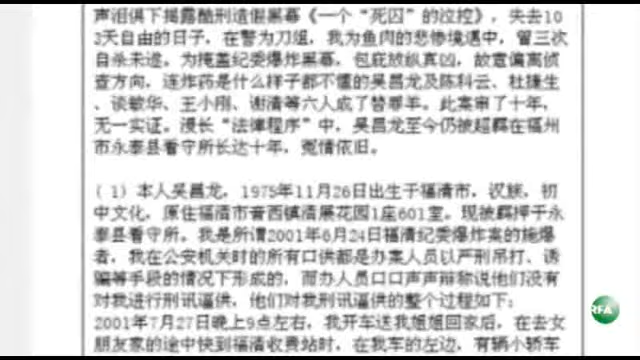 声泪俱下揭露酷刑造假黑幕《一个“死囚”的泣控》，失去10
3天自由的日子，在警为刀俎，我为鱼肉的悲惨境遇中，曾三次
自杀未遂。为掩盖纪委爆炸黑幕，包庇放纵真凶，故意偏离侦
查方向，连炸药是什么样子都不懂的吴昌龙及陈科云、杜捷生
、谈敏华、王小刚、谢清等六人成了替罪羊。此案审了十年，
无一实证。漫长“法律程序”中，吴昌龙至今仍被超羁在福州
市永泰县看守所长达十年，冤情依旧。
（1）本人吴昌龙，1975年11月26日出生于福清市，汉族，初
中文化，原住福清市音西镇清展花园1座601室。现被羁押于永
泰县看守所。我是所谓2001年6月24日福清纪委爆炸案的施爆
者，我在公安机关时的所有口供都是办案人员以严刑吊打、诱
骗等手段的情况下形成的，而办人员口口声声辩称说他们没有
对我进行刑讯逼供，他们对我刑讯逼供的整个过程如下：
2001年7月27日晚上9点左右，我开车送我姐姐回家后，在去女
朋友家的途中快到福清收费站时，在我车的左边，有辆小轿车
RFA